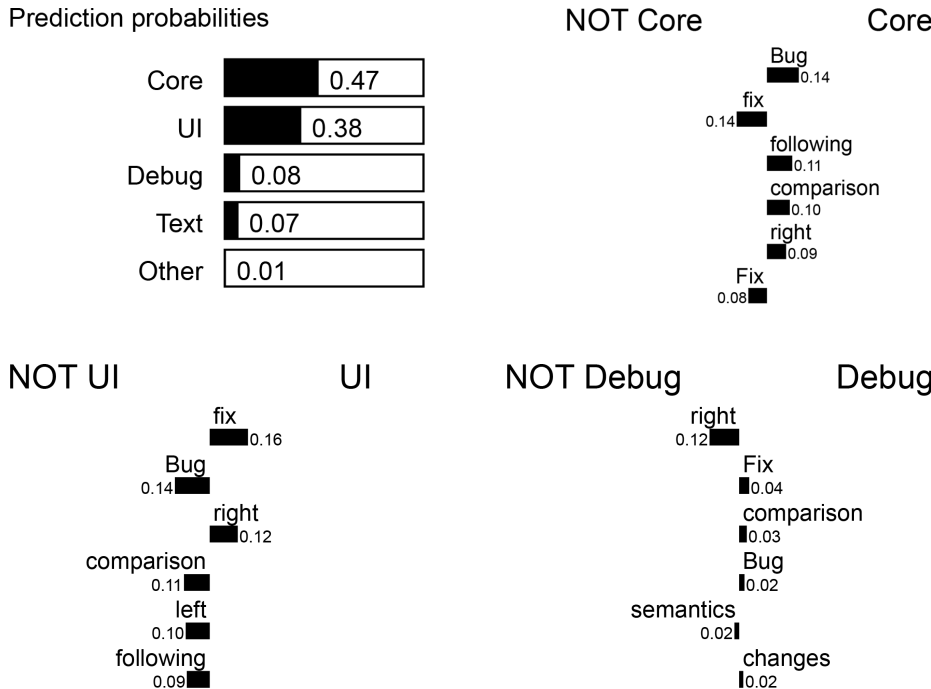 Prediction probabilities
Core 0.47
UI 0.38
Debug 0.08
Text 0.07
Other 0.01
NOT Core Core
Bug
0.14
fix
0.14
following
0.11
comparison
0.10
right
0.09
Fix
0.08
NOT UI UI
fix
0.16
Bug
0.14
right
0.12
comparison
0.11
left
0.10
following
0.09
NOT Debug Debug
right
0.12
Fix
0.04
comparison
0.03
Bug
0.02
semantics
0.02
changes
0.02